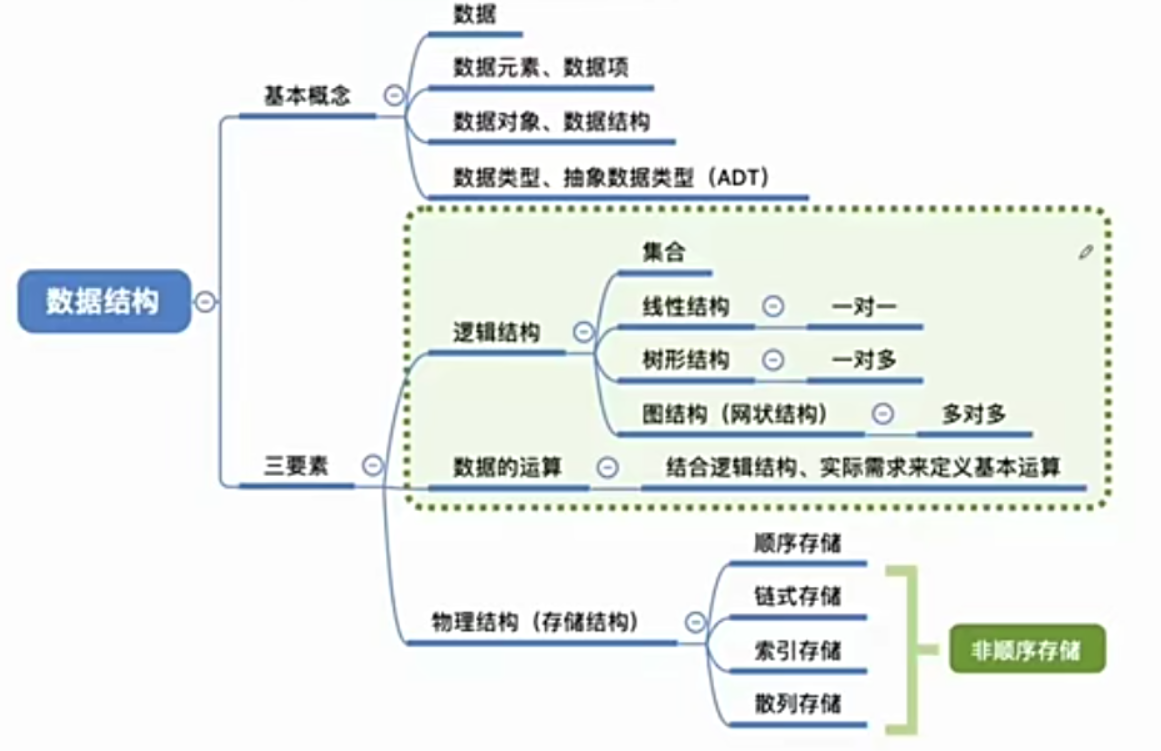 数据
数据元素、数据项
基本概念
数据对象、数据结构
数据类型、抽象数据类型（ADT）
数据结构
集合
线性结构
一对一
逻辑结构
树形结构
一对多
图结构（网状结构）
多对多
三要素
数据的运算
结合逻辑结构、实际需求来定义基本运算
顺序存储
链式存储
物理结构（存储结构）
索引存储
非顺序存储
散列存储